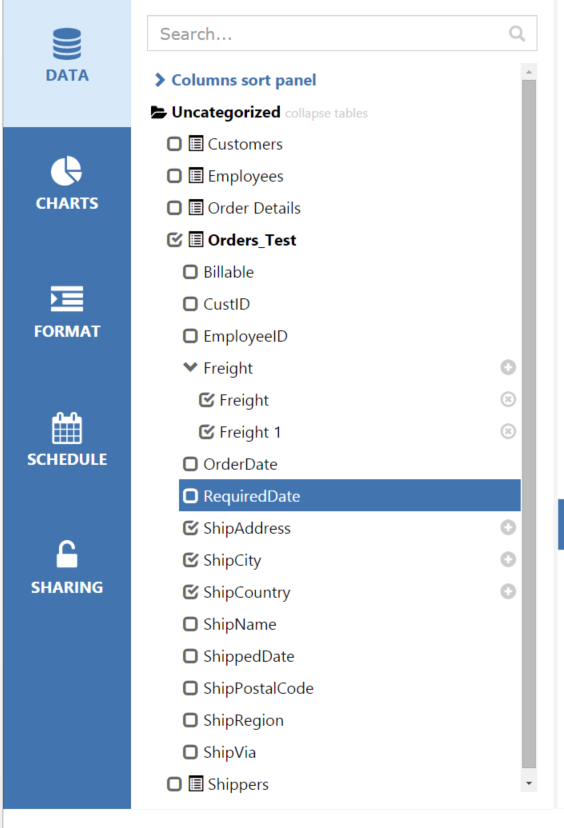 Search...
DATA
Columns sort panel
Uncategorized collapse tables
Customers
Employees
CHARTS
Order Details
Orders_Test
Billable
CustID
FORMAT
EmployeeID
Freight
Freight
Freight 1
SCHEDULE
OrderDate
RequiredDate
ShipAddress
ShipCity
SHARING
ShipCountry
ShipName
ShippedDate
ShipPostalCode
ShipRegion
ShipVia
Shippers